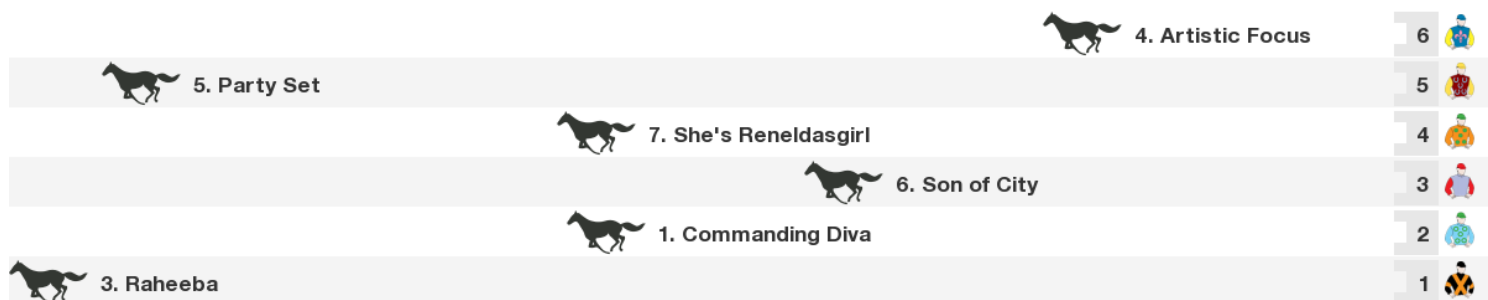 4. Artistic Focus 6
5. Party Set 5
7. She's Reneldasgirl 4
6. Son of City 3
1. Commanding Diva 2
3. Raheeba 1